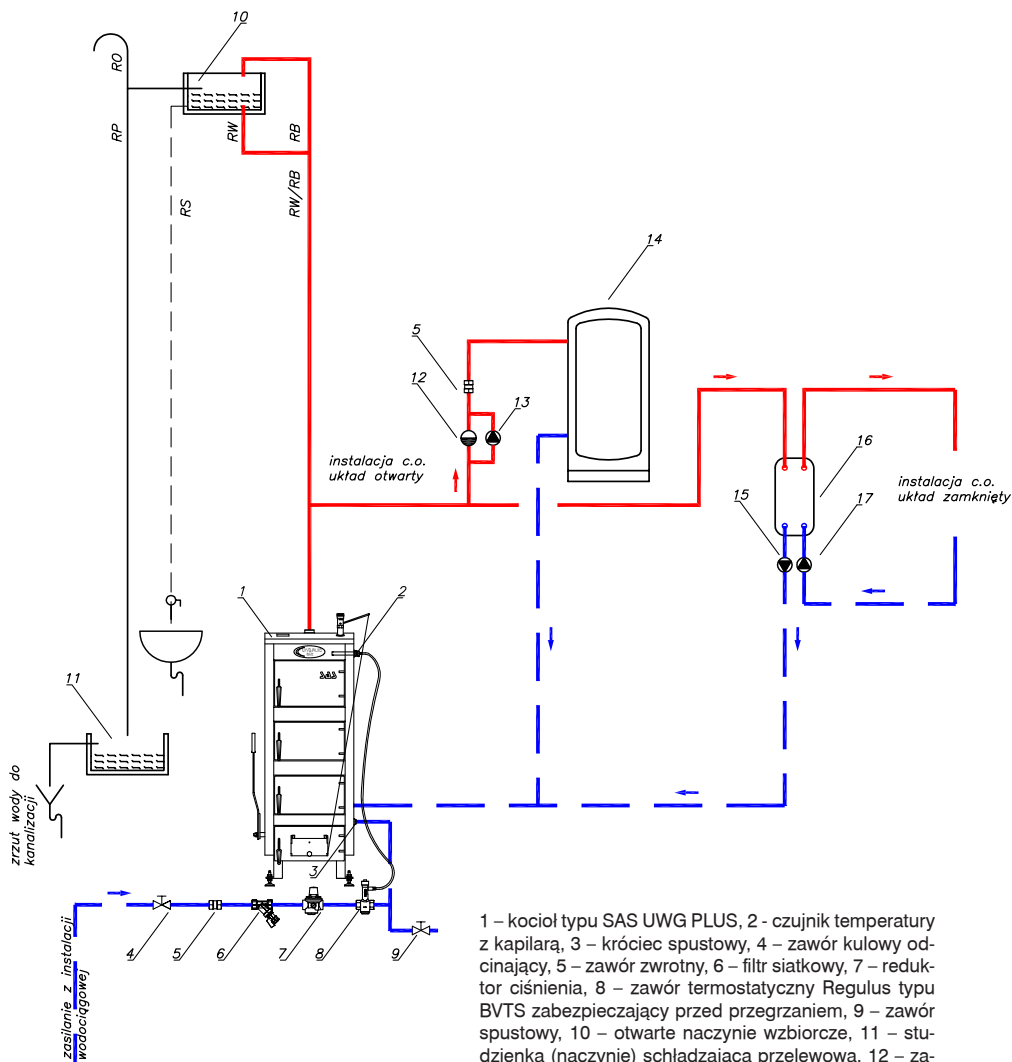 10
RO
RP
RW
RB
RW/RB
RS
14
5
12
13
instalacja c.o.
układ otwarty
16
15
17
instalacja c.o.
układ zamknięty
1
2
SAS
11
zrzut wody do
kanalizacji
3
4
5
6
7
8
9
zasilanie z instalacji
wodociągowej
1 – kocioł typu SAS UWG PLUS, 2 - czujnik temperatury
z kapilarą, 3 – króciec spustowy, 4 – zawór kulowy od-
cinający, 5 – zawór zwrotny, 6 – filtr siatkowy, 7 – reduk-
tor ciśnienia, 8 – zawór termostatyczny Regulus typu
BVTS zabezpieczający przed przegrzaniem, 9 – zawór
spustowy, 10 – otwarte naczynie wzbiorcze, 11 – stu-
dzienka (naczynie) schładzająca przelewowa, 12 – za-